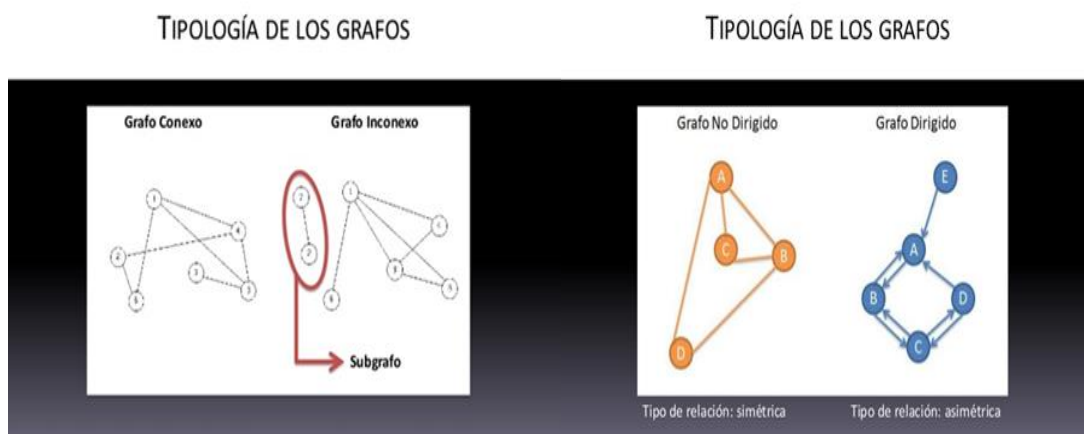 TIPOLOGÍA DE LOS GRAFOS
Grafo Conexo
Grafo Inconexo
Subgrafo
TIPOLOGÍA DE LOS GRAFOS
Grafo No Dirigido
Grafo Dirigido
A
C
B
D
E
A
B
D
C
Tipo de relación: simétrica
Tipo de relación: asimétrica